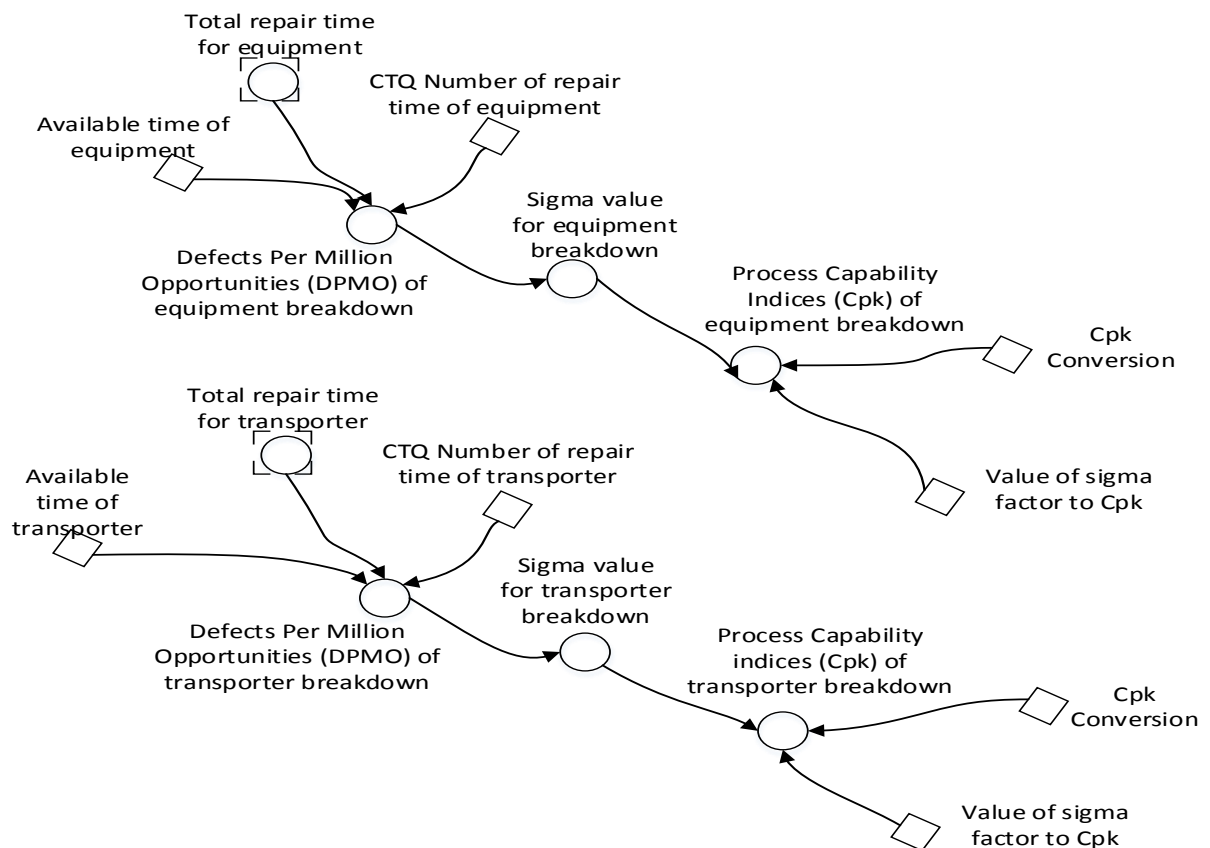 Total repair time
for equipment
CTQ Number of repair
time of equipment
Available time of
equipment
Sigma value
for equipment
breakdown
Defects Per Million
Opportunities (DPMO) of
equipment breakdown
Process Capability
Indices (Cpk) of
equipment breakdown
Cpk
Conversion
Value of sigma
factor to Cpk
Total repair time
for transporter
CTQ Number of repair
time of transporter
Available
time of
transporter
Sigma value
for transporter
breakdown
Defects Per Million
Opportunities (DPMO) of
transporter breakdown
Process Capability
indices (Cpk) of
transporter breakdown
Cpk
Conversion
Value of sigma
factor to Cpk